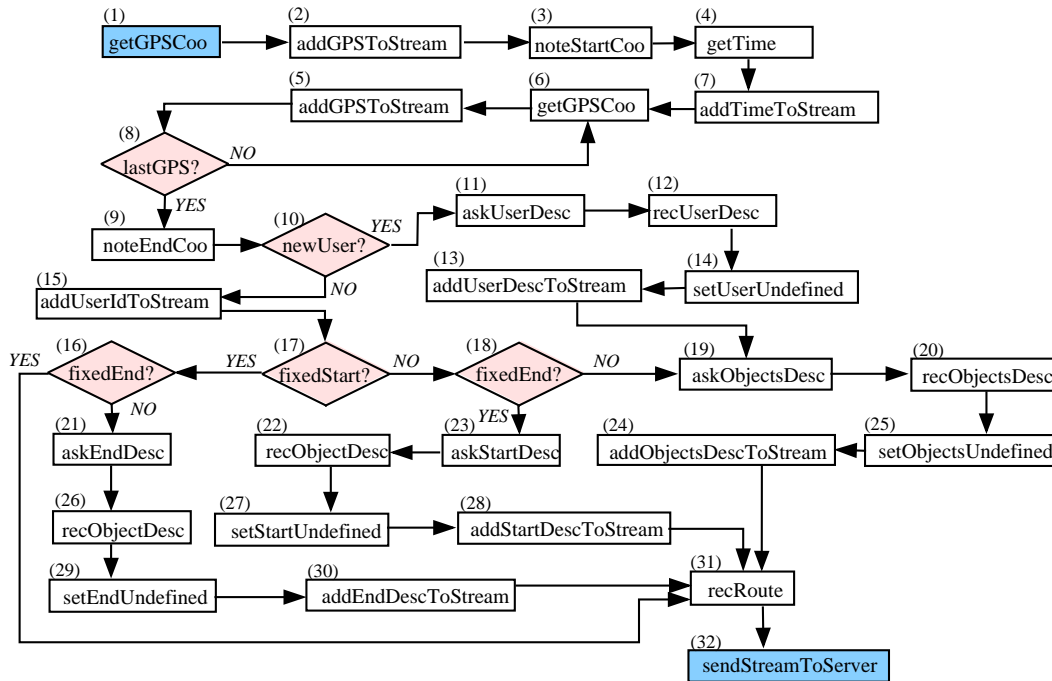 (1) (2) (3) (4)
getGPSCoo addGPSToStream noteStartCoo getTime
(5) (6) (7)
addGPSToStream getGPSCoo addTimeToStream
(8)
lastGPS? NO
YES
(11) (12)
askUserDesc recUserDesc
(9) (10) YES
noteEndCoo newUser?
NO
(13) (14)
addUserDescToStream setUserUndefined
(15)
addUserIdToStream
(16) (17) (18) (19) (20)
YES fixedEnd? YES fixedStart? NO fixedEnd? NO askObjectsDesc recObjectsDesc
NO YES
(21) (22) (23) (24) (25)
askEndDesc recObjectDesc askStartDesc addObjectsDescToStream setObjectsUndefined
(26) (27) (28)
recObjectDesc setStartUndefined addStartDescToStream
(29) (30) (31)
setEndUndefined addEndDescToStream recRoute
(32)
sendStreamToServer